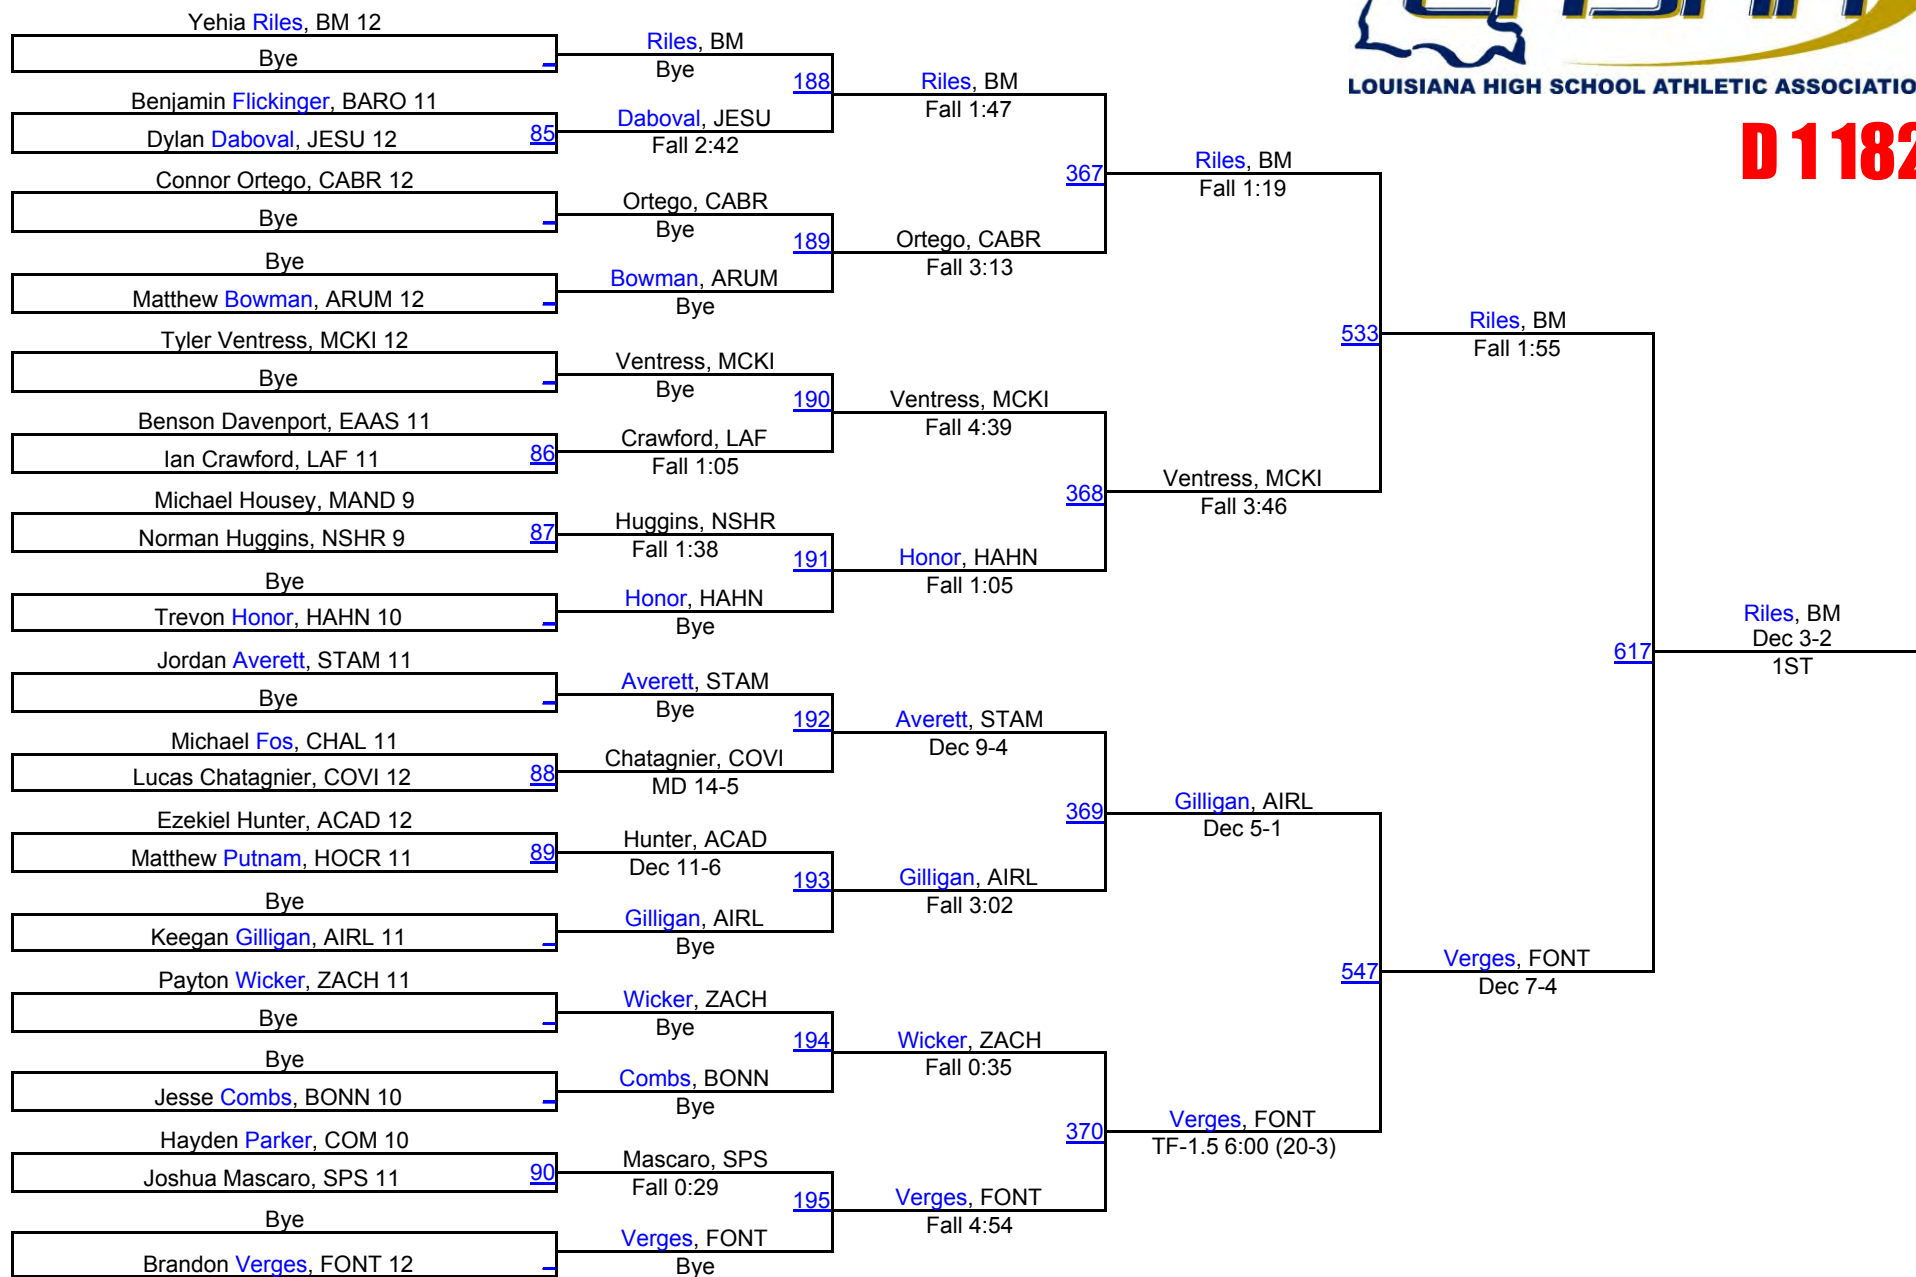 Yehia Riles, BM 12
Bye
Benjamin Flickinger, BARO 11
Dylan Daboval, JESU 12
85
Connor Ortego, CABR 12
Bye
Bye
Matthew Bowman, ARUM 12
Tyler Ventress, MCKI 12
Bye
Benson Davenport, EAAS 11
Ian Crawford, LAF 11
86
Michael Housey, MAND 9
Norman Huggins, NSHR 9
87
Bye
Trevon Honor, HAHN 10
Jordan Averett, STAM 11
Bye
Michael Fos, CHAL 11
Lucas Chatagnier, COVI 12
88
Ezekiel Hunter, ACAD 12
Matthew Putnam, HOCR 11
89
Bye
Keegan Gilligan, AIRL 11
Payton Wicker, ZACH 11
Bye
Bye
Jesse Combs, BONN 10
Hayden Parker, COM 10
Joshua Mascaro, SPS 11
90
Bye
Brandon Verges, FONT 12
Riles, BM
Bye
188
Daboval, JESU
Fall 2:42
Ortego, CABR
Bye
189
Bowman, ARUM
Bye
Ventress, MCKI
Bye
190
Crawford, LAF
Fall 1:05
Huggins, NSHR
Fall 1:38
191
Honor, HAHN
Bye
Averett, STAM
Bye
192
Chatagnier, COVI
MD 14-5
Hunter, ACAD
Dec 11-6
193
Gilligan, AIRL
Bye
Wicker, ZACH
Bye
194
Combs, BONN
Bye
Mascaro, SPS
Fall 0:29
195
Verges, FONT
Bye
Riles, BM
Fall 1:47
367
Ortego, CABR
Fall 3:13
Ventress, MCKI
Fall 4:39
368
Honor, HAHN
Fall 1:05
Averett, STAM
Dec 9-4
369
Gilligan, AIRL
Fall 3:02
Wicker, ZACH
Fall 0:35
370
Verges, FONT
Fall 4:54
Riles, BM
Fall 1:19
533
Ventress, MCKI
Fall 3:46
Gilligan, AIRL
Dec 5-1
547
Verges, FONT
TF-1.5 6:00 (20-3)
Riles, BM
Fall 1:55
617
Verges, FONT
Dec 7-4
Riles, BM
Dec 3-2
1ST
LOUISIANA HIGH SCHOOL ATHLETIC ASSOCIATIO
D 1 182